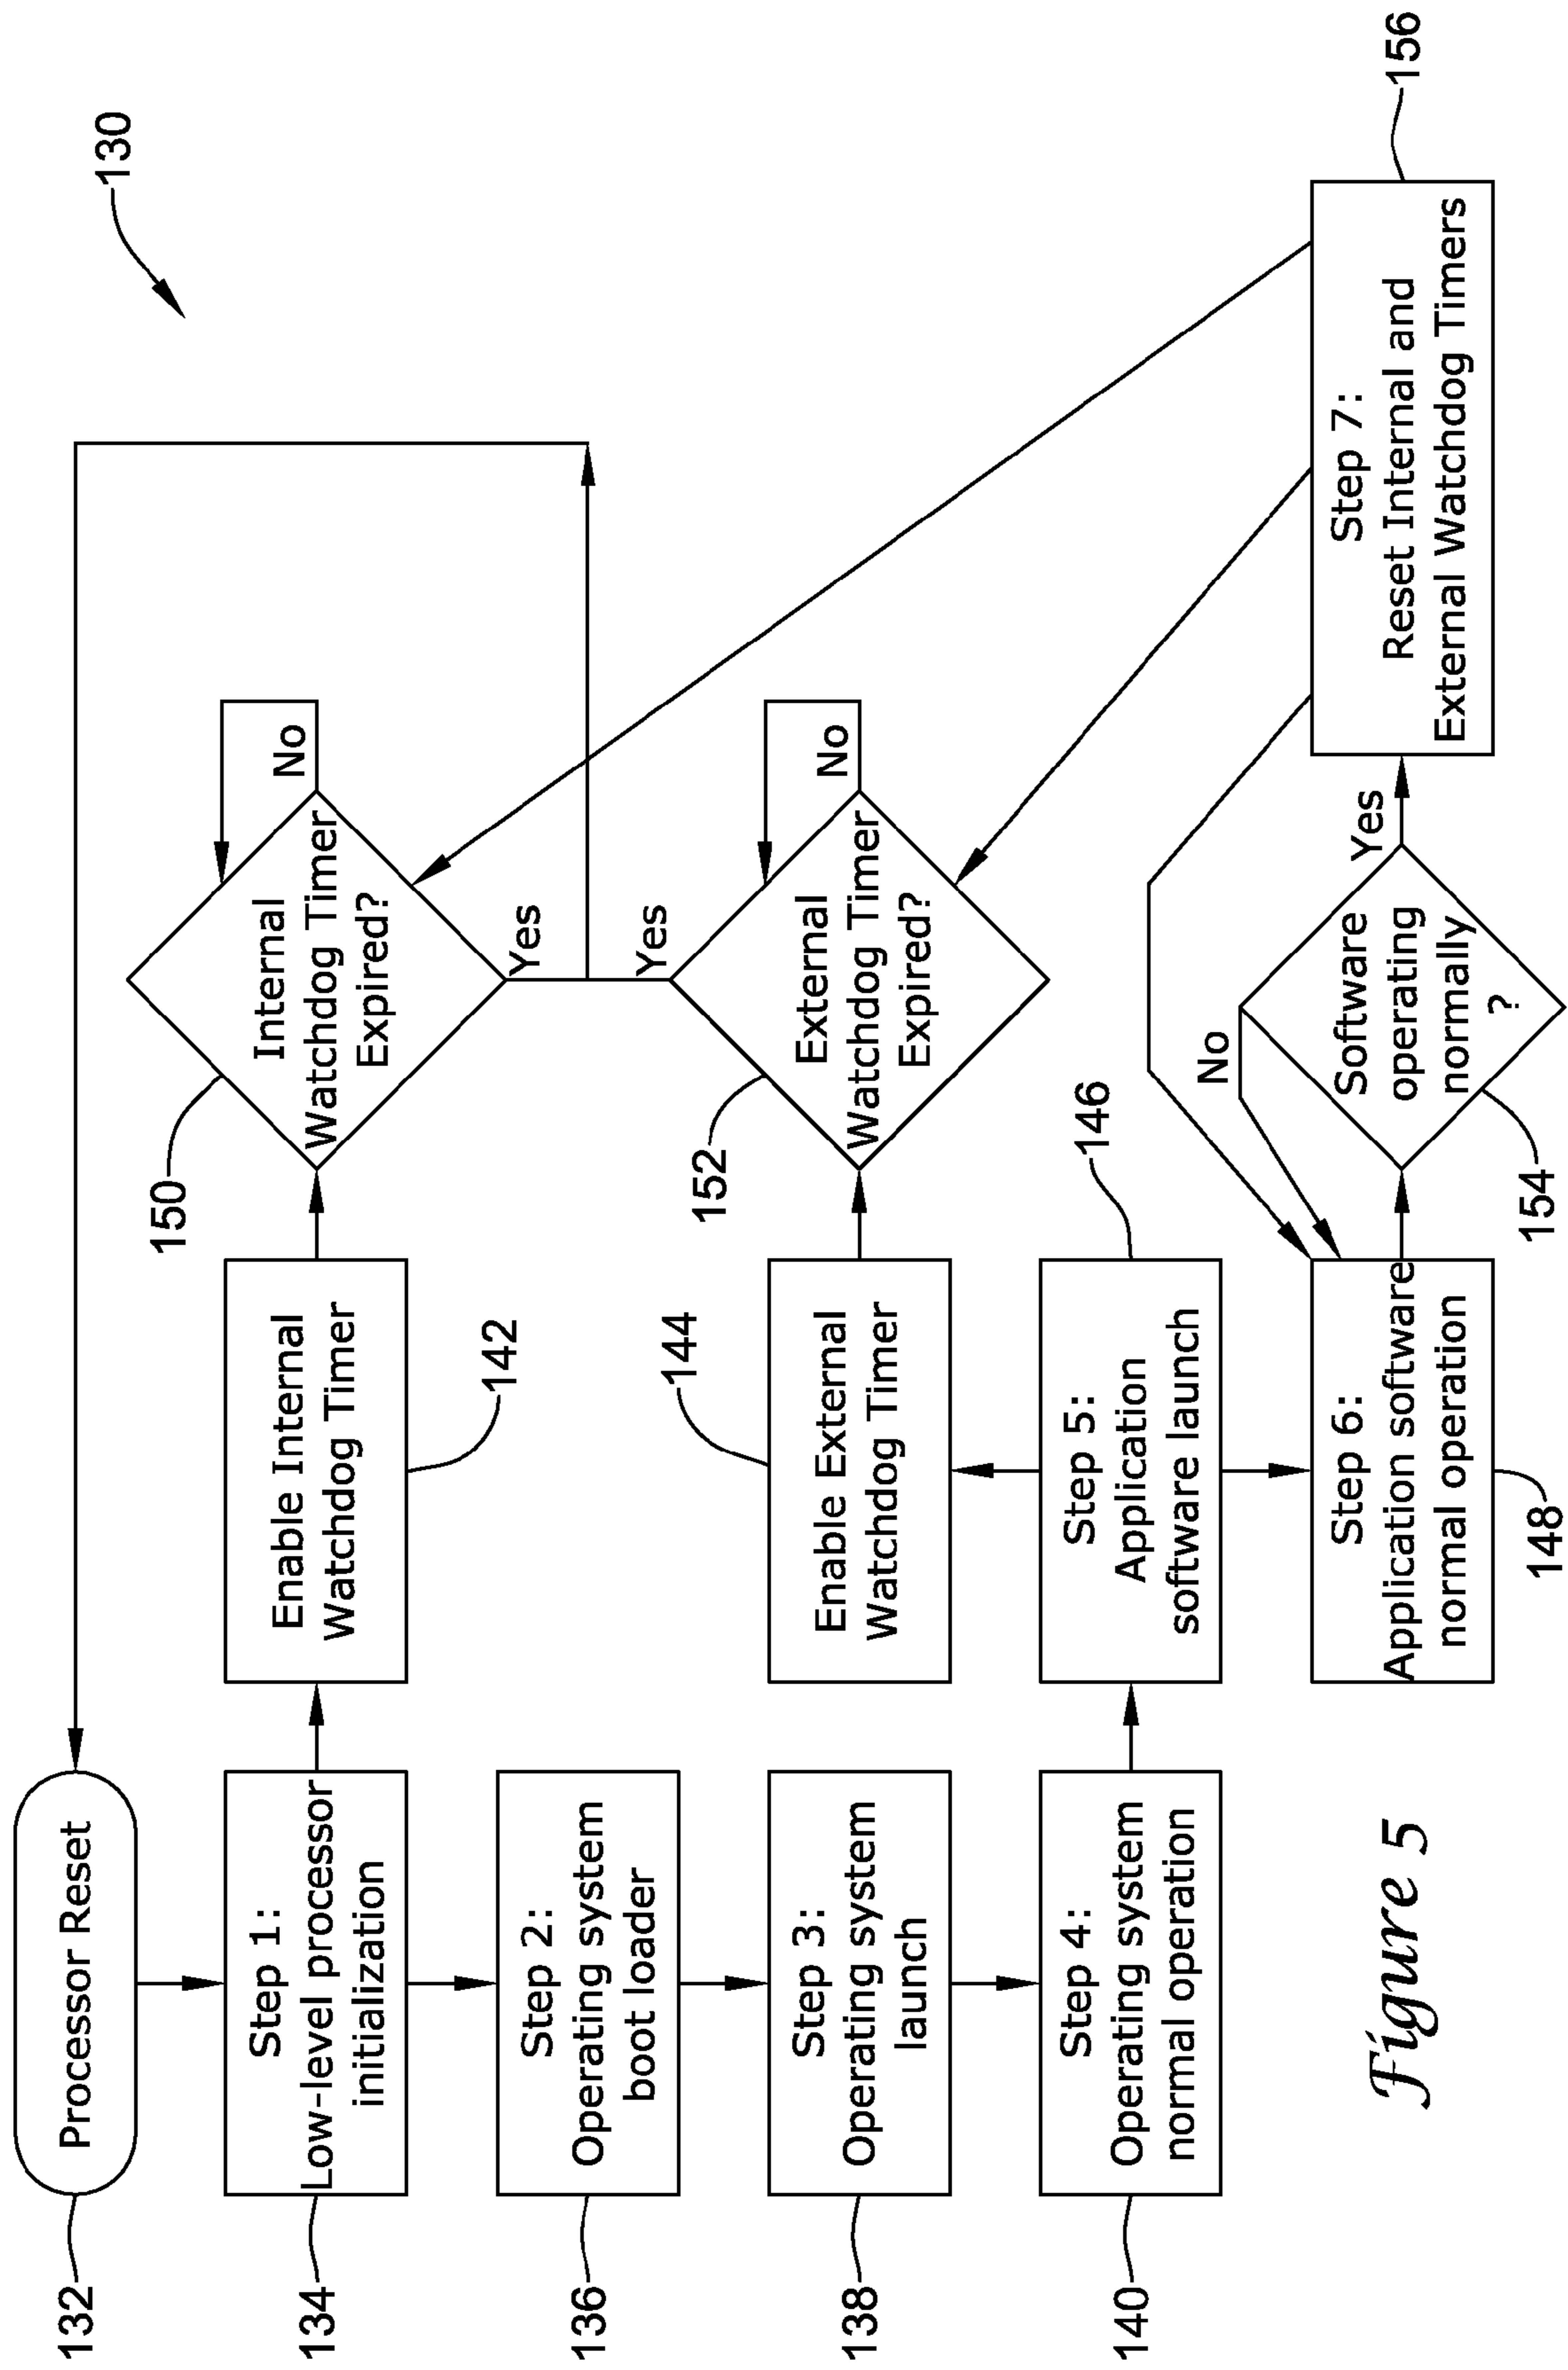 130
132
Processor Reset
134
Step 1:
Low-level processor
initialization
Enable Internal
Watchdog Timer
142
150
Internal
Watchdog Timer
Expired?
No
Yes
136
Step 2:
Operating system
boot loader
138
Step 3:
Operating system
launch
144
Enable External
Watchdog Timer
152
Yes
External
Watchdog Timer
Expired?
No
140
Step 4:
Operating system
normal operation
Step 5:
Application
software launch
146
Step 6:
Application software
normal operation
148
No
Software
operating
normally
?
154
Yes
Step 7:
Reset Internal and
External Watchdog Timers
156
Figure 5